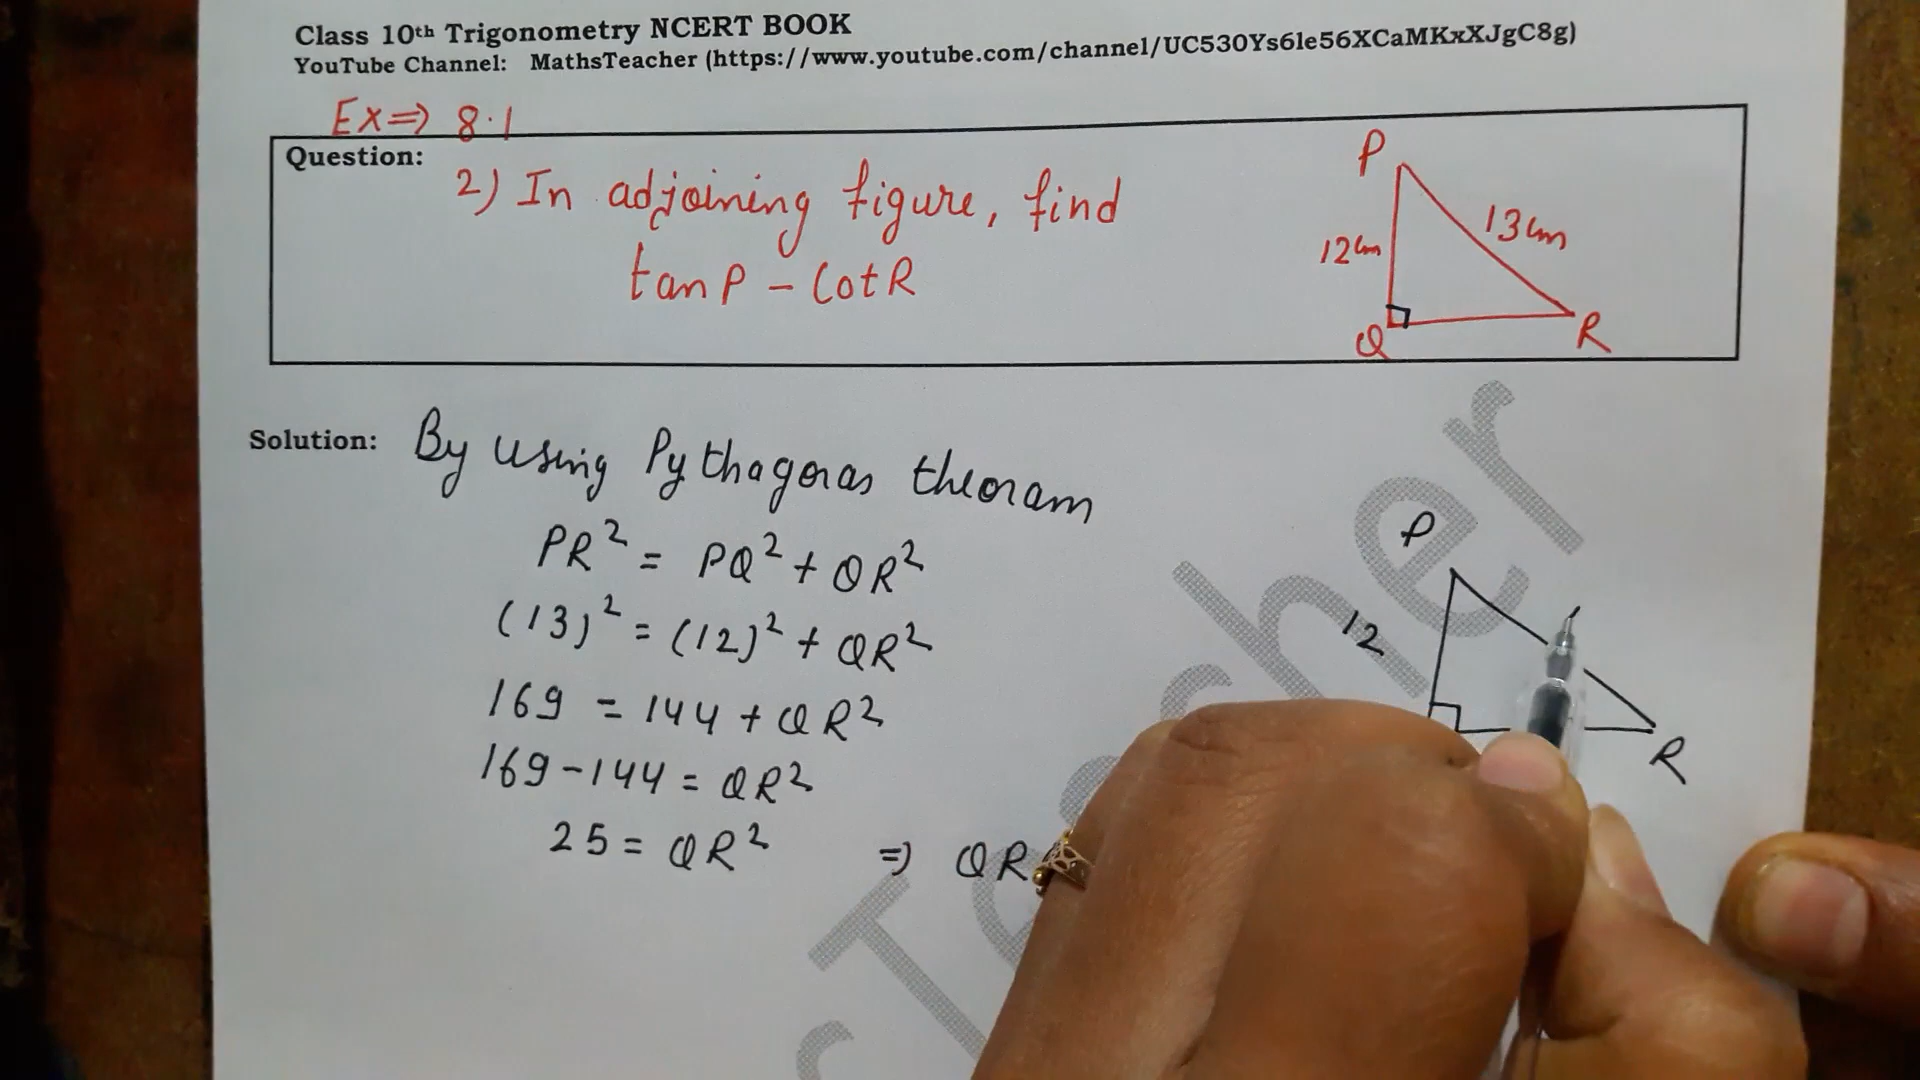 Class 10th Trigonometry NCERT BOOK
YouTube Channel: MathsTeacher (https://www.youtube.com/channel/UC530Ys6le56XCaMKxXJgC8g)
Ex⇒ 8.1
Question:
2) In adjoining figure, find
tan P - Cot R
P
12cm
13cm
Q
R
Solution: By using Pythagoras theoram
PR² = PQ² + QR²
(13)² = (12)² + QR²
169 = 144 + QR²
169-144 = QR²
25 = QR² ⇒ QR
P
12
R